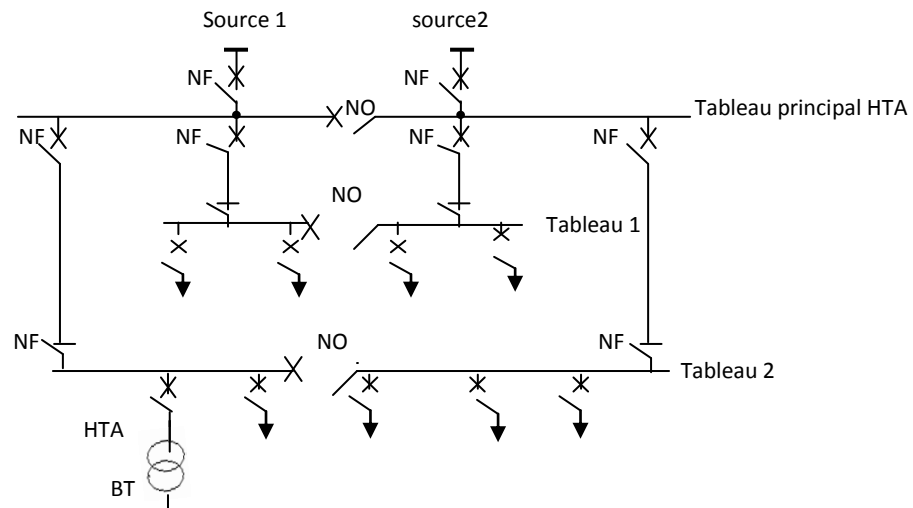 Source 1
source2
NF
NF
NO
Tableau principal HTA
NF
NF
NF
NF
NO
Tableau 1
NF
NO
NF
Tableau 2
HTA
BT